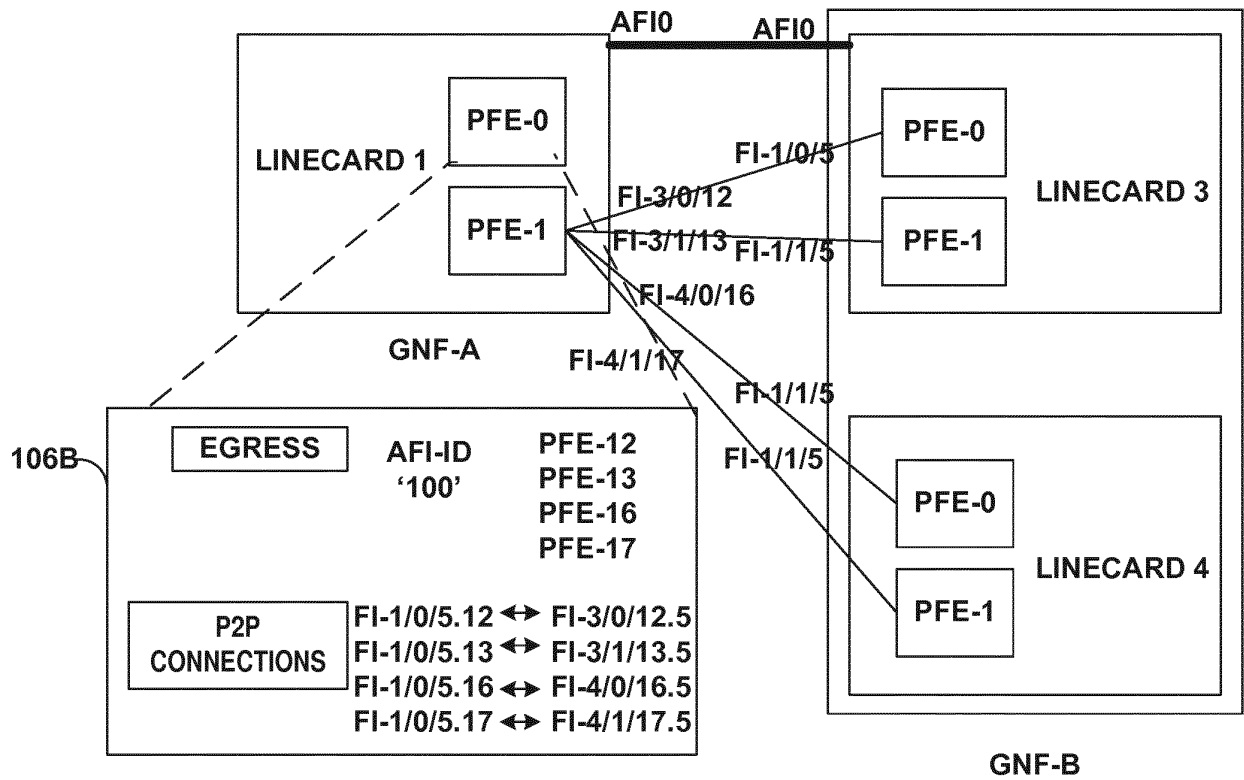 AFI0
AFI0
PFE-0
LINECARD 1
PFE-1
GNF-A
PFE-0
LINECARD 3
PFE-1
FI-1/0/5
FI-3/0/12
FI-3/1/13
FI-1/1/5
FI-4/0/16
FI-4/1/17
FI-1/1/5
FI-1/1/5
PFE-0
LINECARD 4
PFE-1
GNF-B
106B
EGRESS
AFI-ID
‘100’
PFE-12
PFE-13
PFE-16
PFE-17
P2P
CONNECTIONS
FI-1/0/5.12 ↔ FI-3/0/12.5
FI-1/0/5.13 ↔ FI-3/1/13.5
FI-1/0/5.16 ↔ FI-4/0/16.5
FI-1/0/5.17 ↔ FI-4/1/17.5